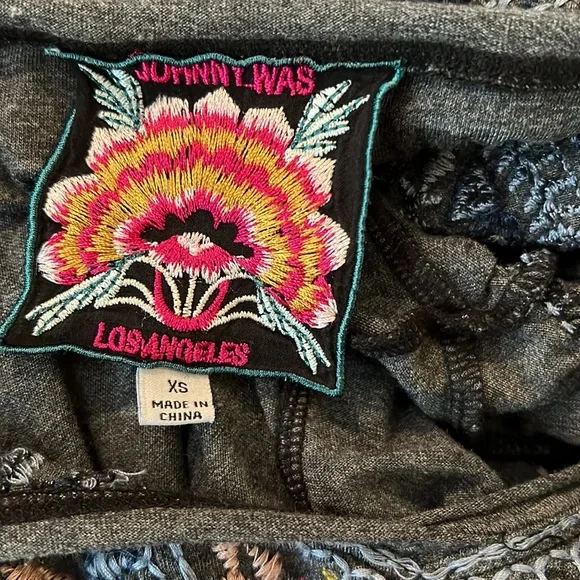 JOHNNY WAS
LOS ANGELES
XS
MADE IN
CHINA